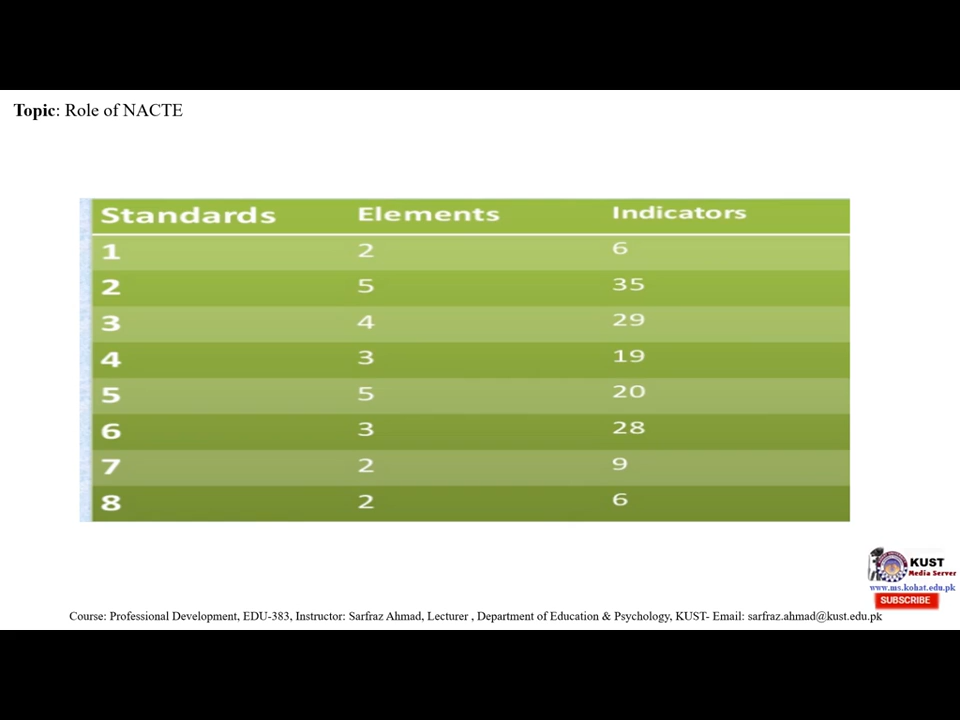 Topic: Role of NACTE
Standards Elements Indicators
1 2 6
2 5 35
3 4 29
4 3 19
5 5 20
6 3 28
7 2 9
8 2 6
KUST
Media Server
www.ms.kohat.edu.pk
SUBSCRIBE
Course: Professional Development, EDU-383, Instructor: Sarfraz Ahmad, Lecturer , Department of Education & Psychology, KUST- Email: sarfraz.ahmad@kust.edu.pk